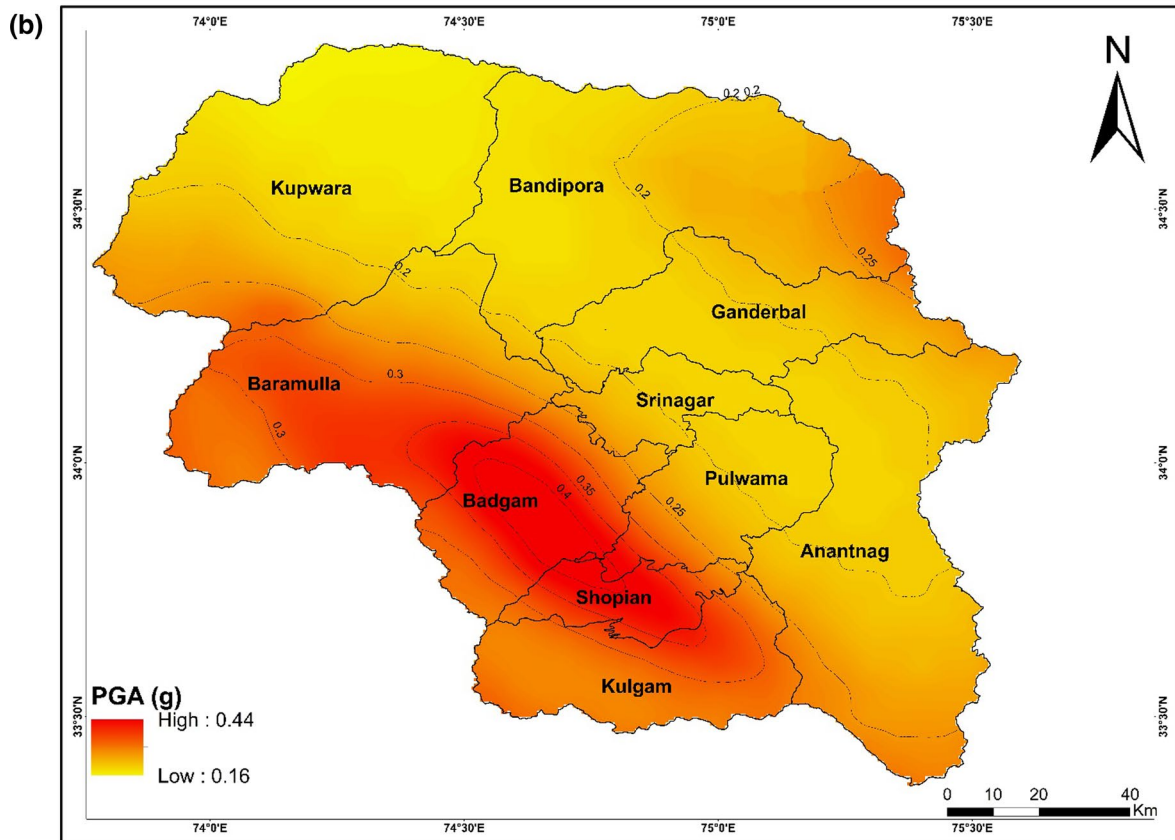 (b)
74°0'E 74°30'E 75°0'E 75°30'E
N
0.2 0.2
Kupwara
Bandipora
0.2
34°30'N 34°30'N
0.25
0.2
Ganderbal
Baramulla
0.3
Srinagar
0.3
34°0'N 34°0'N
Pulwama
Badgam
0.4
0.35
0.25
Anantnag
Shopian
Kulgam
PGA (g)
High : 0.44
Low : 0.16
33°30'N 33°30'N
0 10 20 40
Km
74°0'E 74°30'E 75°0'E 75°30'E